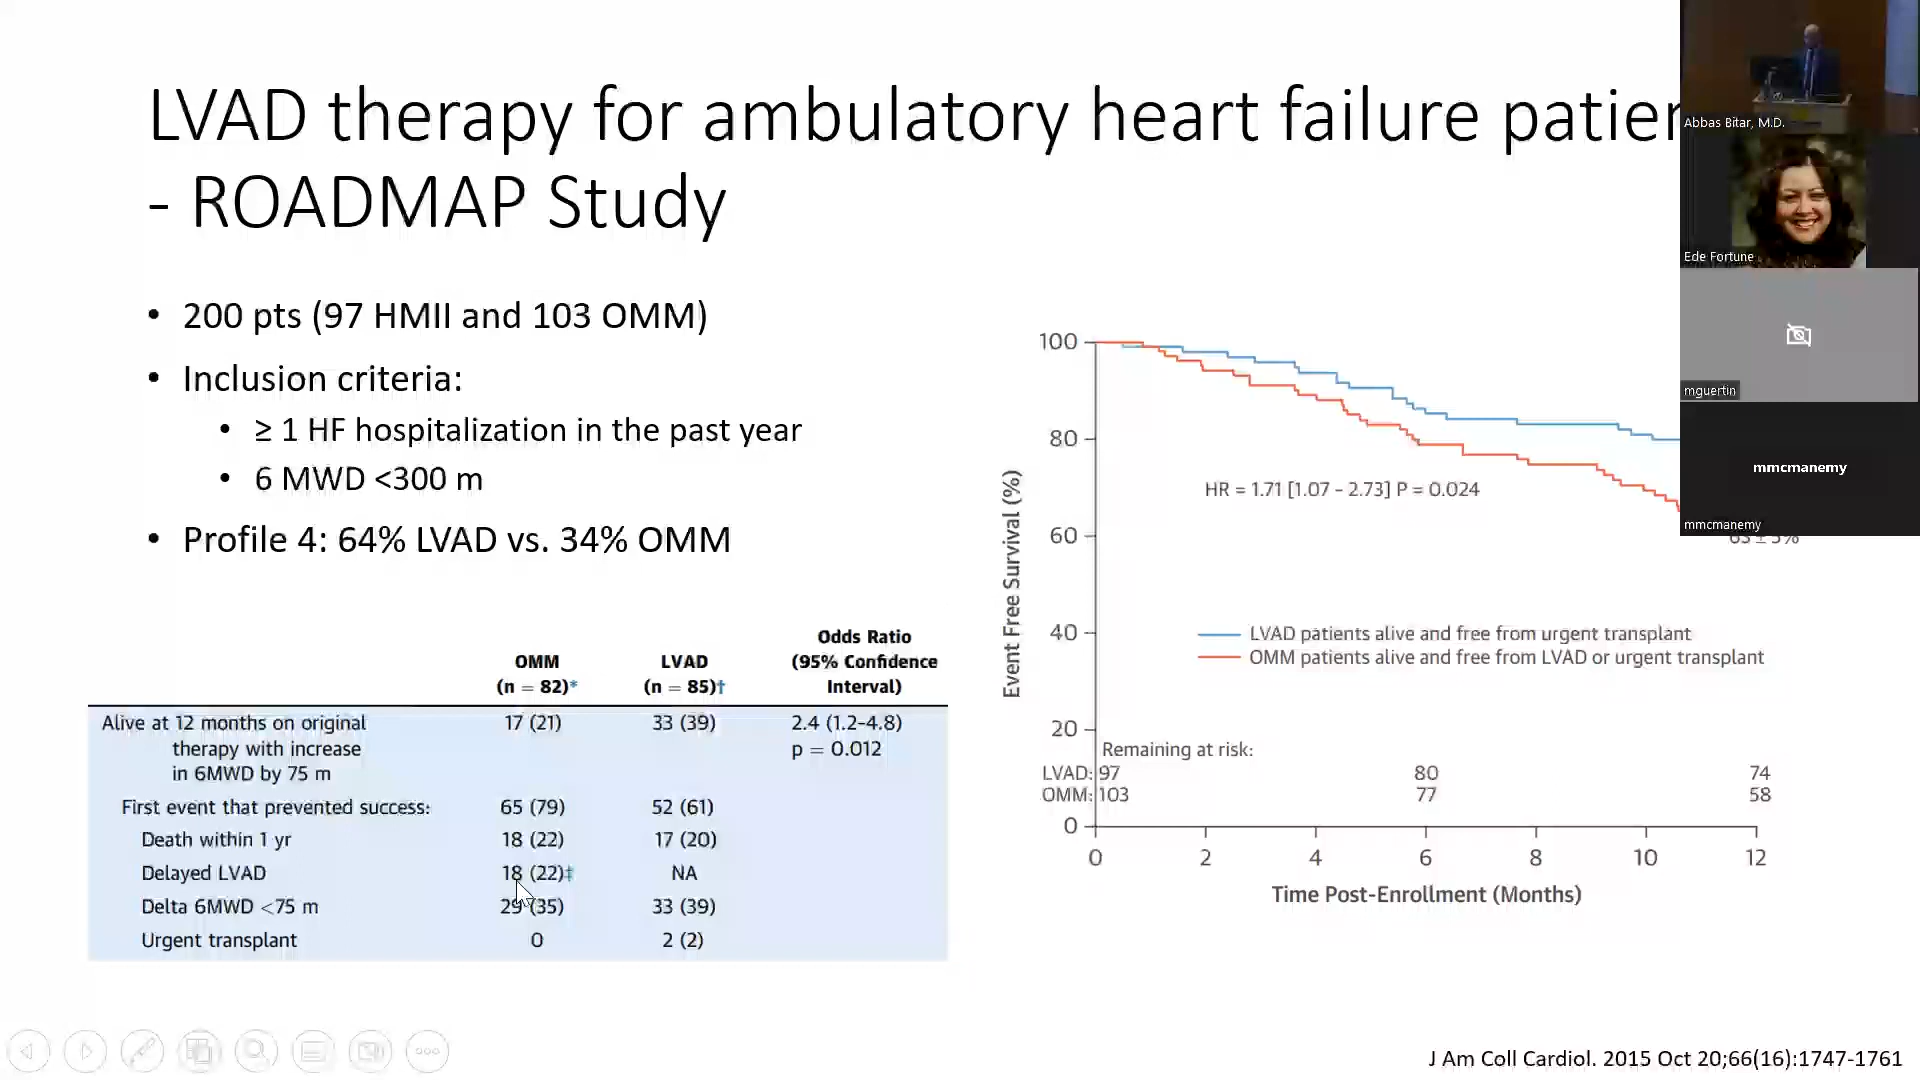 LVAD therapy for ambulatory heart failure patien
- ROADMAP Study
• 200 pts (97 HMII and 103 OMM)
• Inclusion criteria:
• ≥ 1 HF hospitalization in the past year
• 6 MWD <300 m
• Profile 4: 64% LVAD vs. 34% OMM
Odds Ratio
OMM LVAD (95% Confidence
(n = 82)* (n = 85)† Interval)
Alive at 12 months on original 17 (21) 33 (39) 2.4 (1.2–4.8)
therapy with increase p = 0.012
in 6MWD by 75 m
First event that prevented success: 65 (79) 52 (61)
Death within 1 yr 18 (22) 17 (20)
Delayed LVAD 18 (22)‡ NA
Delta 6MWD <75 m 29 (35) 33 (39)
Urgent transplant 0 2 (2)
Event Free Survival (%)
100
80
60
40
20
0
HR = 1.71 [1.07 – 2.73] P = 0.024
63 ± 5%
LVAD patients alive and free from urgent transplant
OMM patients alive and free from LVAD or urgent transplant
Remaining at risk:
LVAD: 97 80 74
OMM: 103 77 58
0 2 4 6 8 10 12
Time Post-Enrollment (Months)
J Am Coll Cardiol. 2015 Oct 20;66(16):1747-1761
Abbas Bitar, M.D.
Ede Fortune
mguertin
mmcmanemy
mmcmanemy